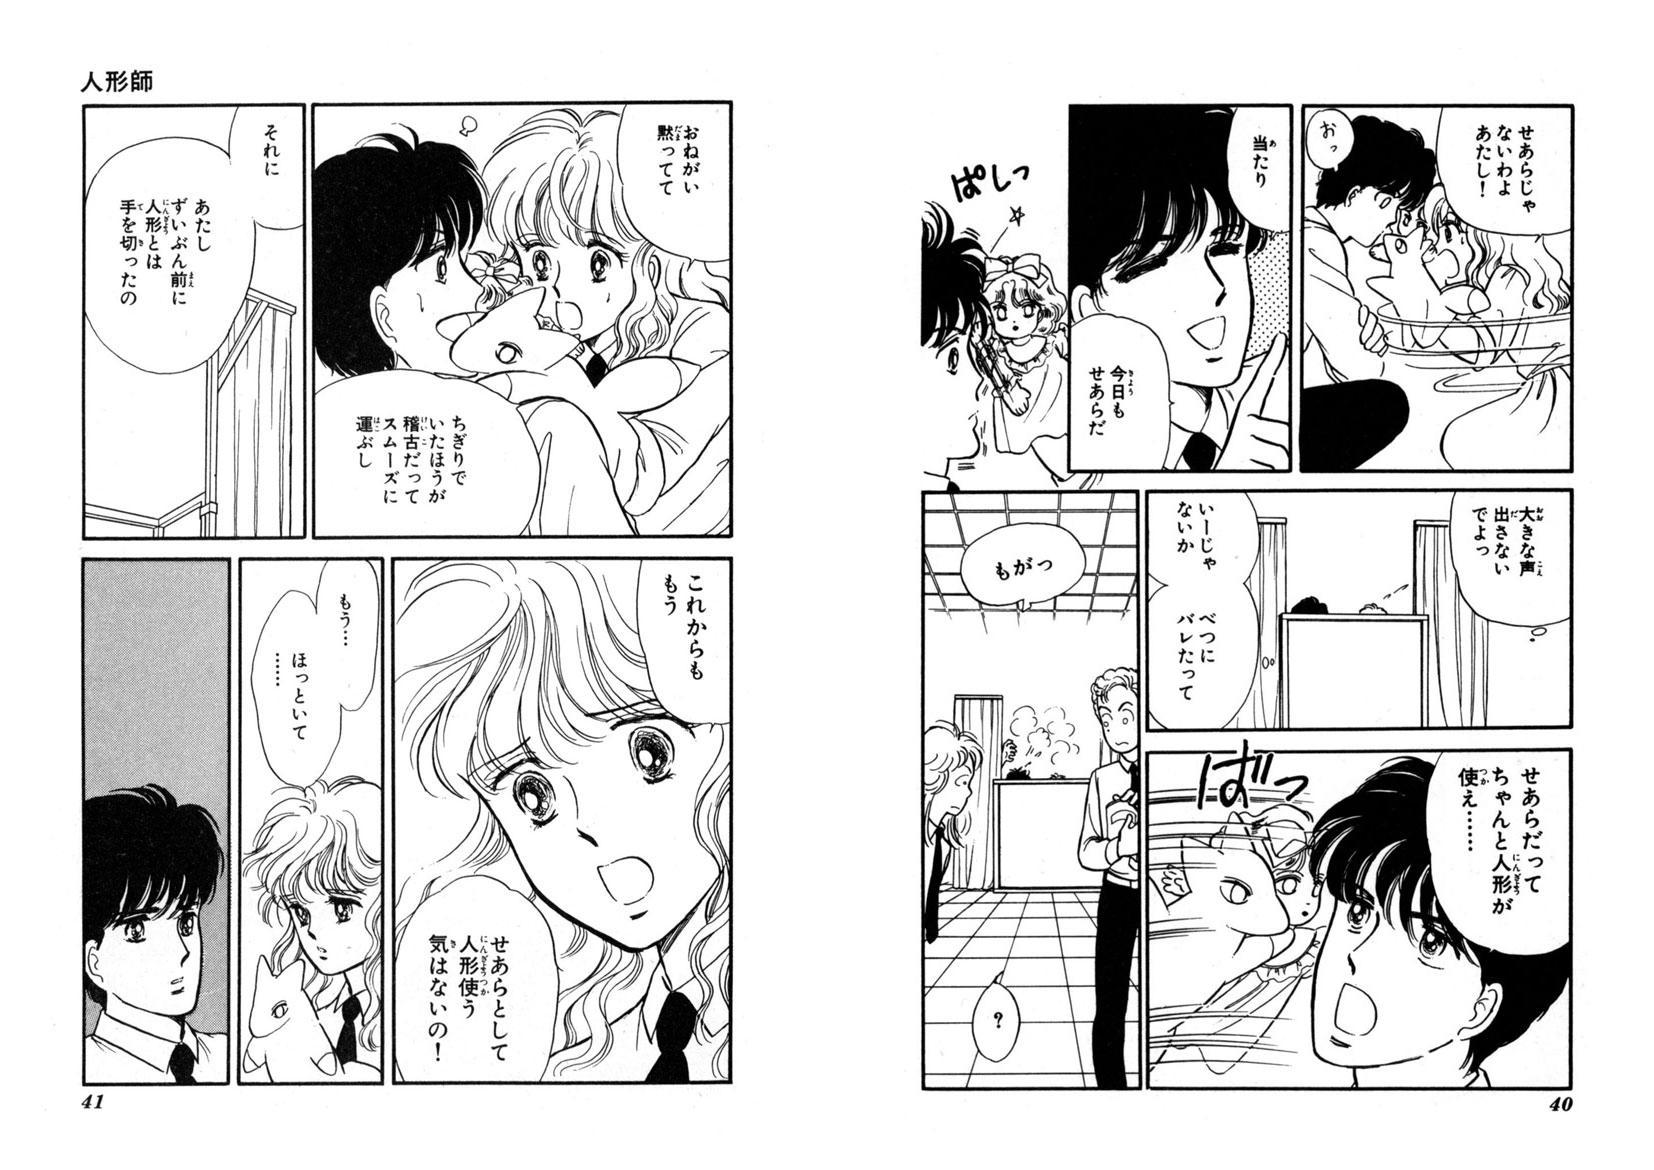 せあらじゃ
ないわよ
あたし!
おっ
当たり
今日も
せあらだ
ぱしっ
大きな声
出さない
でよっ
いーじゃ
ないか
べつに
バレたって
せあらだって
ちゃんと人形が
使え……
ばっ
もがっ
?
40
人形師
おねがい
黙ってて
ちぎりで
いたほうが
稽古だって
スムーズに
運ぶし
それに
あたし
ずいぶん前に
人形とは
手を切ったの
これからも
もう
せあらとして
人形使う
気はないの!
もう…
ほっといて
……
41